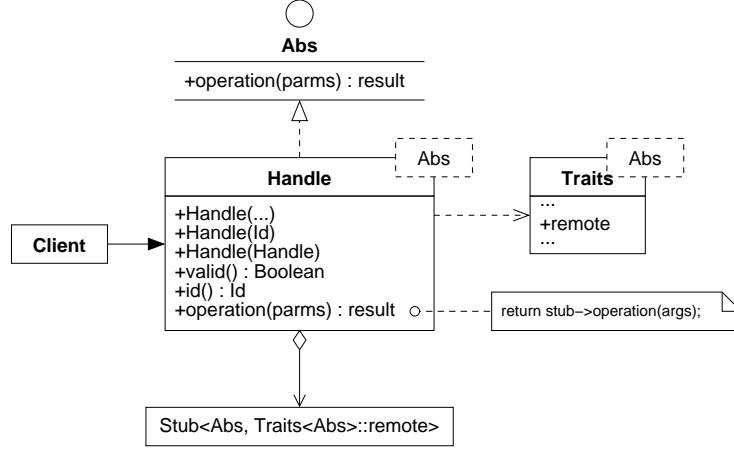 Abs
+operation(parms) : result
Abs
Handle
+Handle(...)
+Handle(Id)
+Handle(Handle)
+valid() : Boolean
+id() : Id
+operation(parms) : result
Abs
Traits
...
+remote
...
Client
return stub−>operation(args);
Stub<Abs, Traits<Abs>::remote>